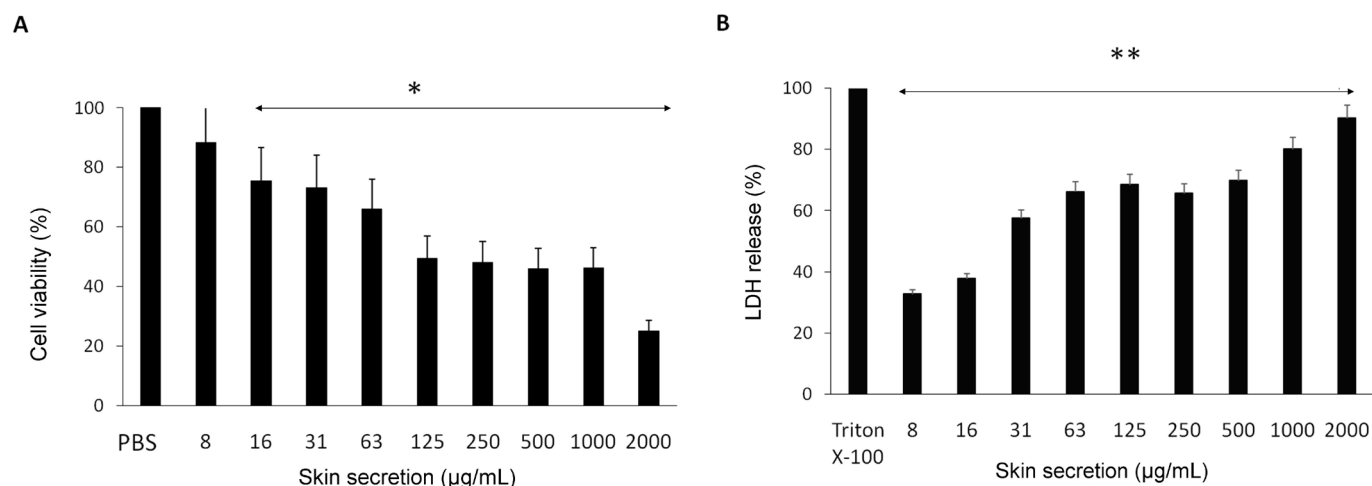 A
*
Cell viability (%)
100
80
60
40
20
0
PBS 8 16 31 63 125 250 500 1000 2000
Skin secretion (µg/mL)
B
**
LDH release (%)
100
80
60
40
20
0
Triton 8 16 31 63 125 250 500 1000 2000
X-100
Skin secretion (µg/mL)